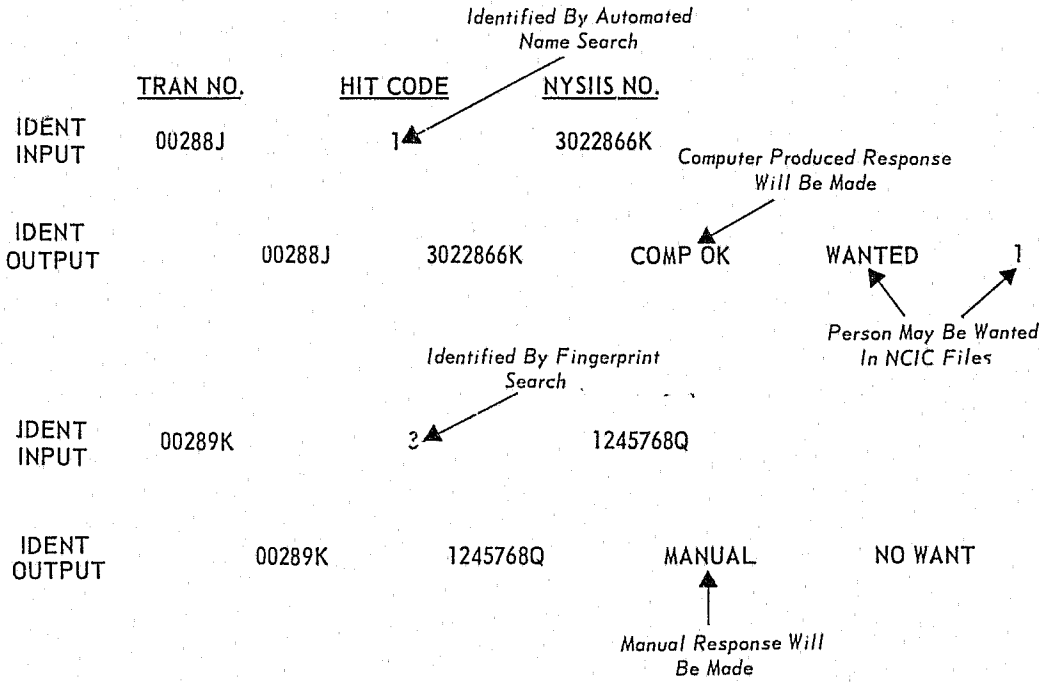 Identified By Automated
Name Search
TRAN NO. HIT CODE NYSIIS NO.
IDENT
INPUT
00288J 1 3022866K
Computer Produced Response
Will Be Made
IDENT
OUTPUT
00288J 3022866K COMP OK WANTED 1
Person May Be Wanted
In NCIC Files
Identified By Fingerprint
Search
IDENT
INPUT
00289K 3 1245768Q
IDENT
OUTPUT
00289K 1245768Q MANUAL NO WANT
Manual Response Will
Be Made